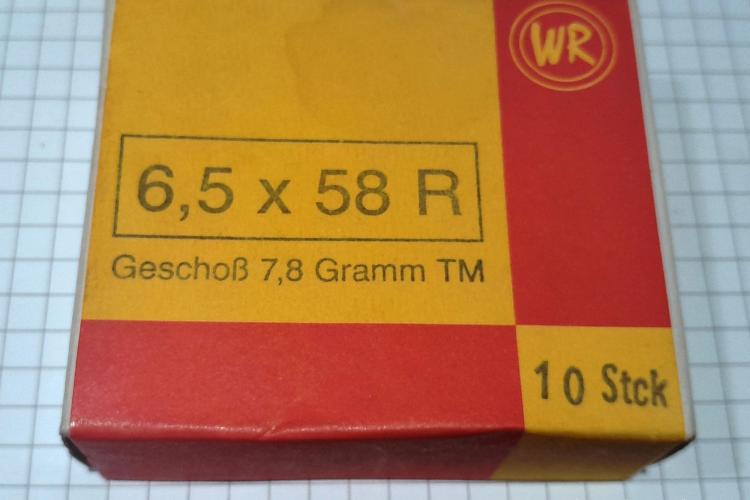 WR
6,5 x 58 R
Geschoß 7,8 Gramm TM
10 Stck